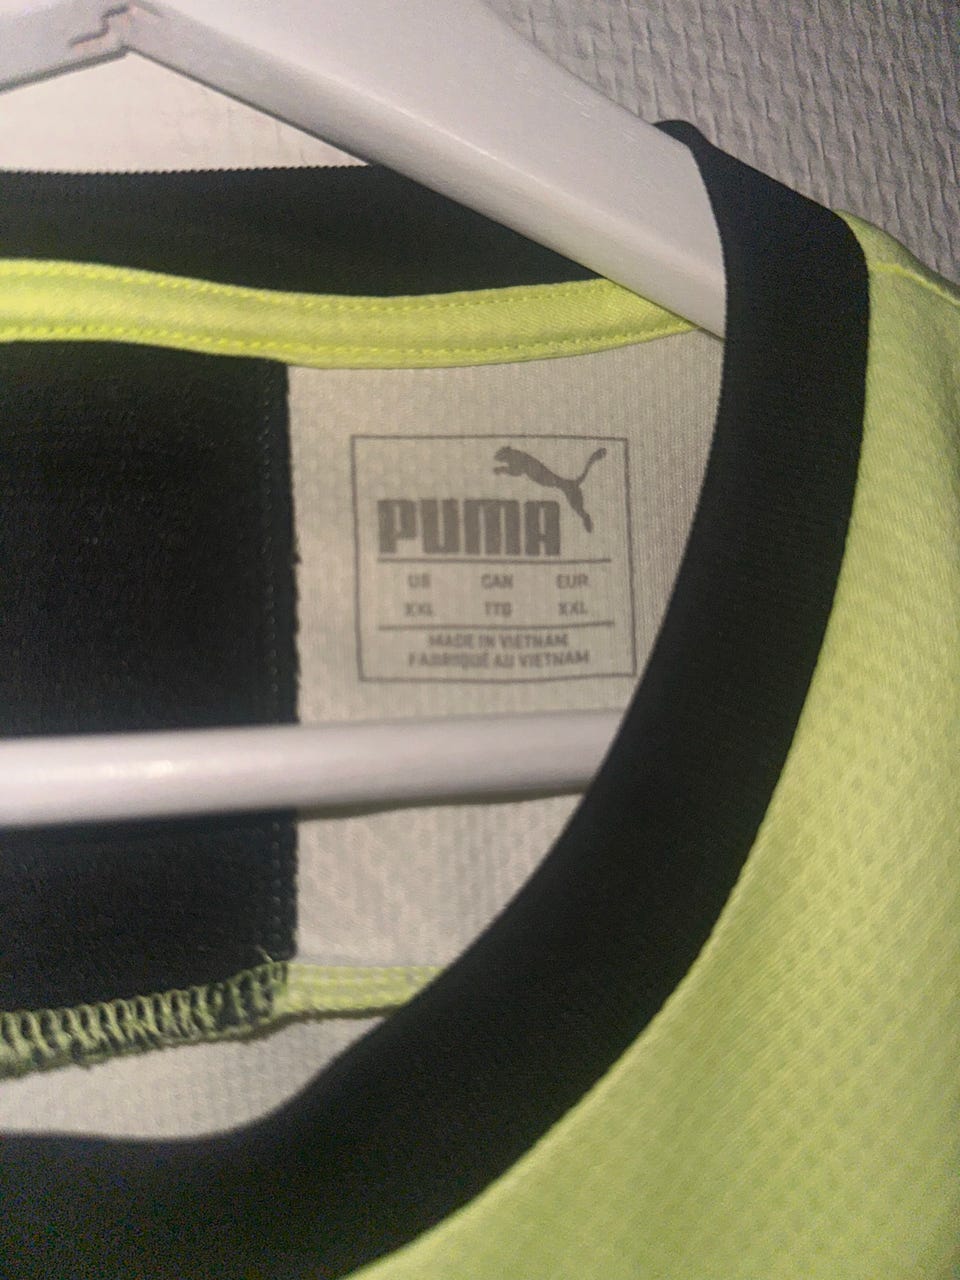 PUMA
US CAN EUR
XXL TTG XXL
MADE IN VIETNAM
FABRIQUÉ AU VIETNAM